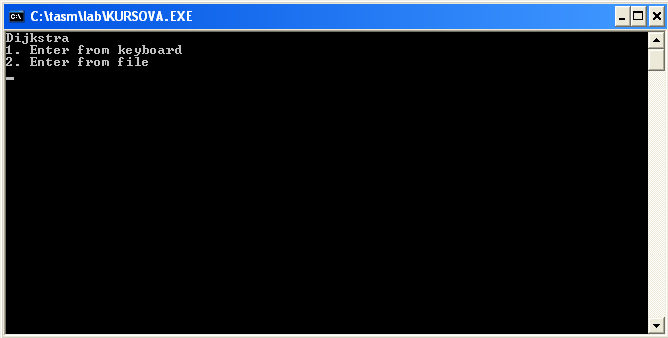 C:\tasm\lab\KURSOVA.EXE
Dijkstra
1. Enter from keyboard
2. Enter from file